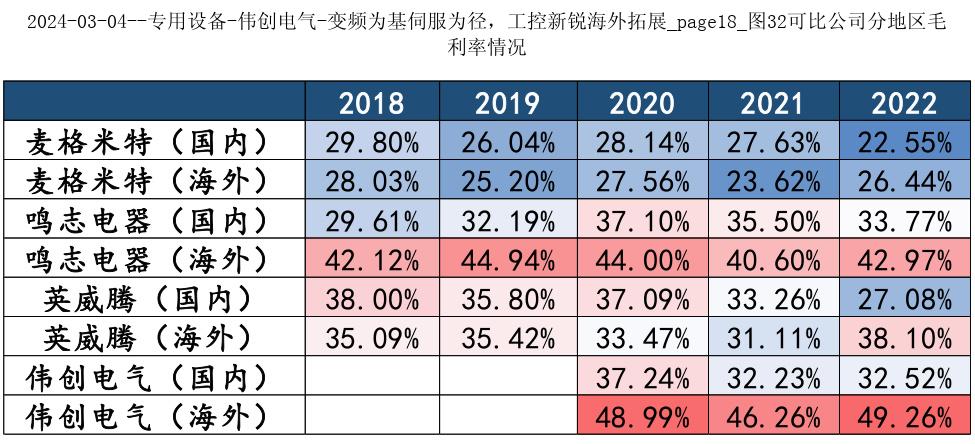 2024-03-04--专用设备-伟创电气-变频为基伺服为径，工控新锐海外拓展_page18_图32可比公司分地区毛
利率情况
2018 2019 2020 2021 2022
麦格米特（国内） 29.80% 26.04% 28.14% 27.63% 22.55%
麦格米特（海外） 28.03% 25.20% 27.56% 23.62% 26.44%
鸣志电器（国内） 29.61% 32.19% 37.10% 35.50% 33.77%
鸣志电器（海外） 42.12% 44.94% 44.00% 40.60% 42.97%
英威腾（国内） 38.00% 35.80% 37.09% 33.26% 27.08%
英威腾（海外） 35.09% 35.42% 33.47% 31.11% 38.10%
伟创电气（国内） 37.24% 32.23% 32.52%
伟创电气（海外） 48.99% 46.26% 49.26%